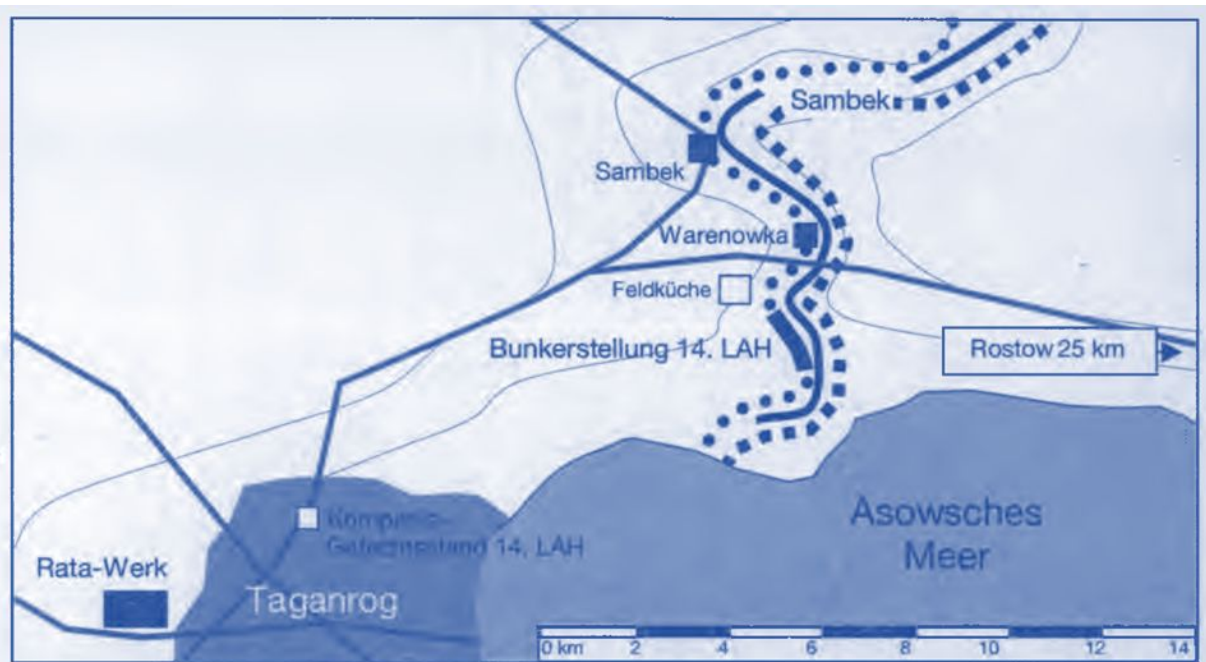 Sambek
Sambek
Warenowka
Feldküche
Bunkerstellung 14. LAH
Rostow 25 km
Asowsches
Meer
Kompanie-
Gefechtsstand 14. LAH
Rata-Werk
Taganrog
0 km 2 4 6 8 10 12 14